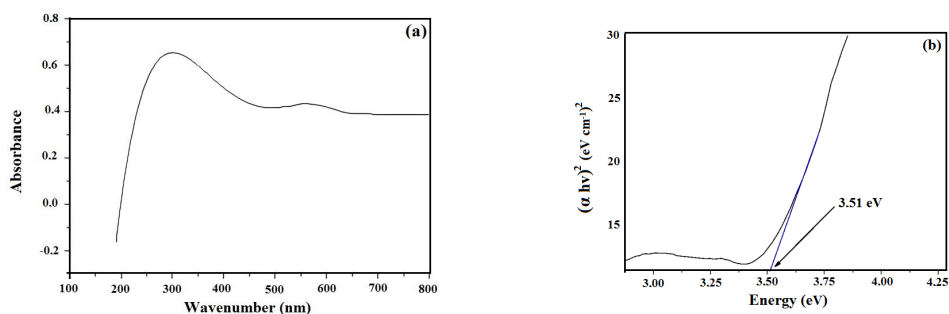 (a)
Absorbance
0.8
0.6
0.4
0.2
0.0
-0.2
100 200 300 400 500 600 700 800
Wavenumber (nm)
(b)
(α hν)² (eV cm⁻¹)²
30
25
20
15
3.51 eV
3.00 3.25 3.50 3.75 4.00 4.25
Energy (eV)